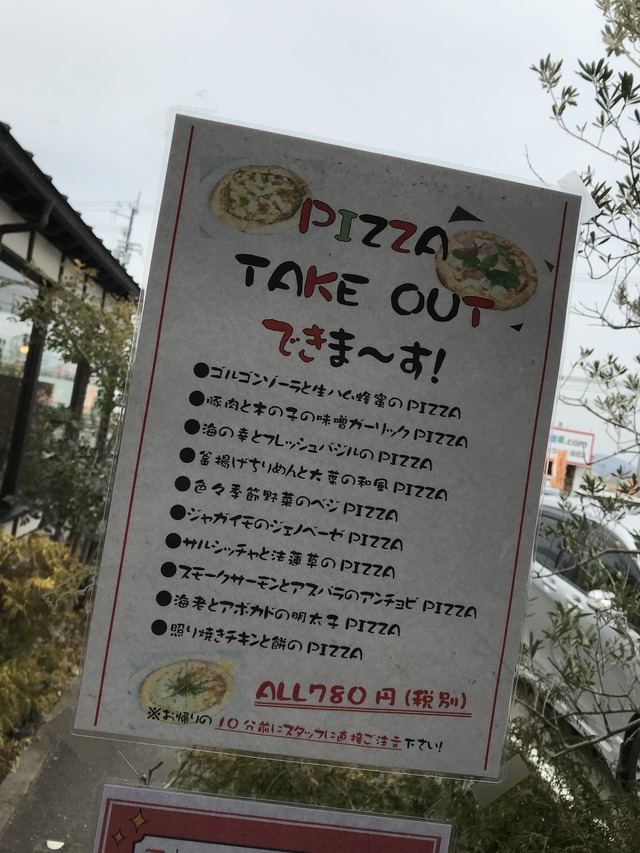 PIZZA
TAKE OUT
できま〜す!
●ゴルゴンゾーラと生ハム蜂蜜のPIZZA
●豚肉と木の子の味噌ガーリックPIZZA
●海の幸とフレッシュバジルのPIZZA
●釜揚げちりめんと大葉の和風PIZZA
●色々季節野菜のベジPIZZA
●ジャガイモのジェノベーゼPIZZA
●サルシッチャと法蓮草のPIZZA
●スモークサーモンとアスパラのアンチョビPIZZA
●海老とアボカドの明太子PIZZA
●照り焼きチキンと餅のPIZZA
ALL780円(税別)
※お帰りの10分前にスタッフに直接ご注文下さい!
.com